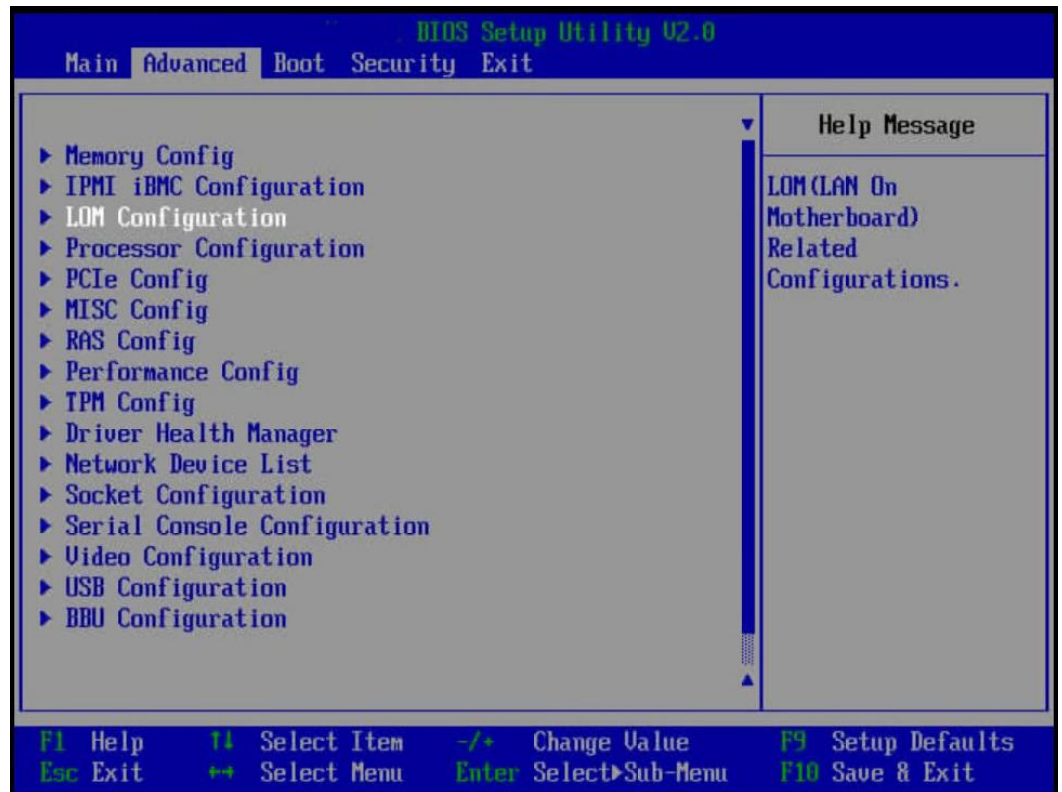 BIOS Setup Utility V2.0
Main Advanced Boot Security Exit
▶ Memory Config
▶ IPMI iBMC Configuration
▶ LOM Configuration
▶ Processor Configuration
▶ PCIe Config
▶ MISC Config
▶ RAS Config
▶ Performance Config
▶ TPM Config
▶ Driver Health Manager
▶ Network Device List
▶ Socket Configuration
▶ Serial Console Configuration
▶ Video Configuration
▶ USB Configuration
▶ BBU Configuration
Help Message
LOM(LAN On
Motherboard)
Related
Configurations.
F1 Help ↑↓ Select Item -/+ Change Value F9 Setup Defaults
Esc Exit ←→ Select Menu Enter Select▶Sub-Menu F10 Save & Exit